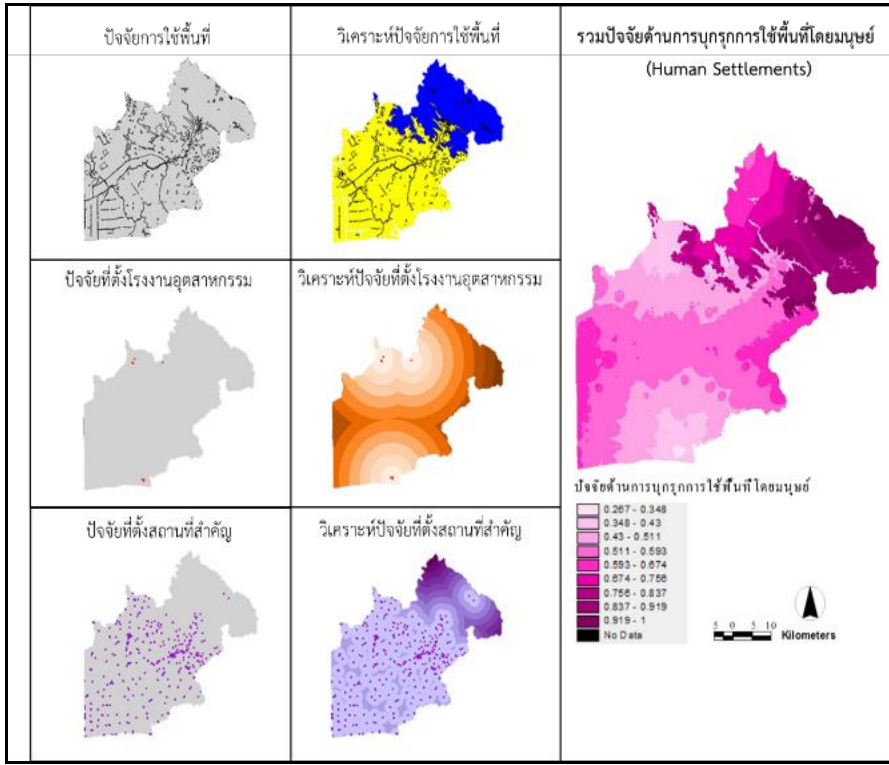 ปัจจัยการใช้พื้นที่
วิเคราะห์ปัจจัยการใช้พื้นที่
รวมปัจจัยด้านการบุกรุกการใช้พื้นที่โดยมนุษย์
(Human Settlements)
ปัจจัยที่ตั้งโรงงานอุตสาหกรรม
วิเคราะห์ปัจจัยที่ตั้งโรงงานอุตสาหกรรม
ปัจจัยที่ตั้งสถานที่สำคัญ
วิเคราะห์ปัจจัยที่ตั้งสถานที่สำคัญ
ปัจจัยด้านการบุกรุกการใช้พื้นที่โดยมนุษย์
0.267 - 0.348
0.348 - 0.43
0.43 - 0.511
0.511 - 0.593
0.593 - 0.674
0.674 - 0.756
0.756 - 0.837
0.837 - 0.919
0.919 - 1
No Data
5 0 5 10 Kilometers